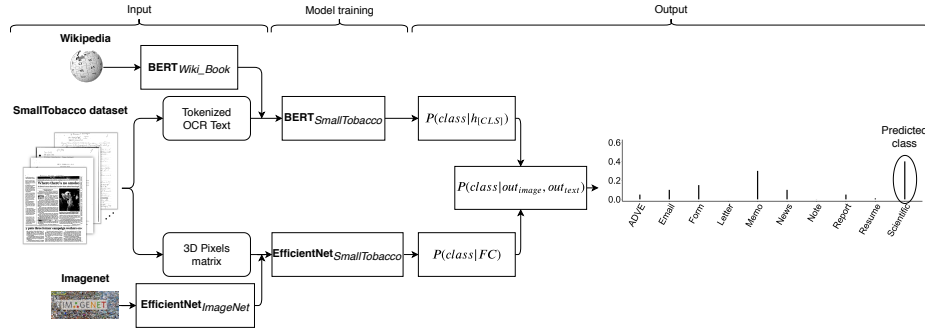 Input
Model training
Output
Wikipedia
BERT Wiki_Book
SmallTobacco dataset
Tokenized
OCR Text
BERT SmallTobacco
P(class|h[CLS])
Predicted
class
P(class|out_image, out_text)
0.6
0.4
0.2
0.0
ADVE
Email
Form
Letter
Memo
News
Note
Report
Resume
Scientific
3D Pixels
matrix
EfficientNet SmallTobacco
P(class|FC)
Imagenet
IMAGENET
EfficientNet ImageNet